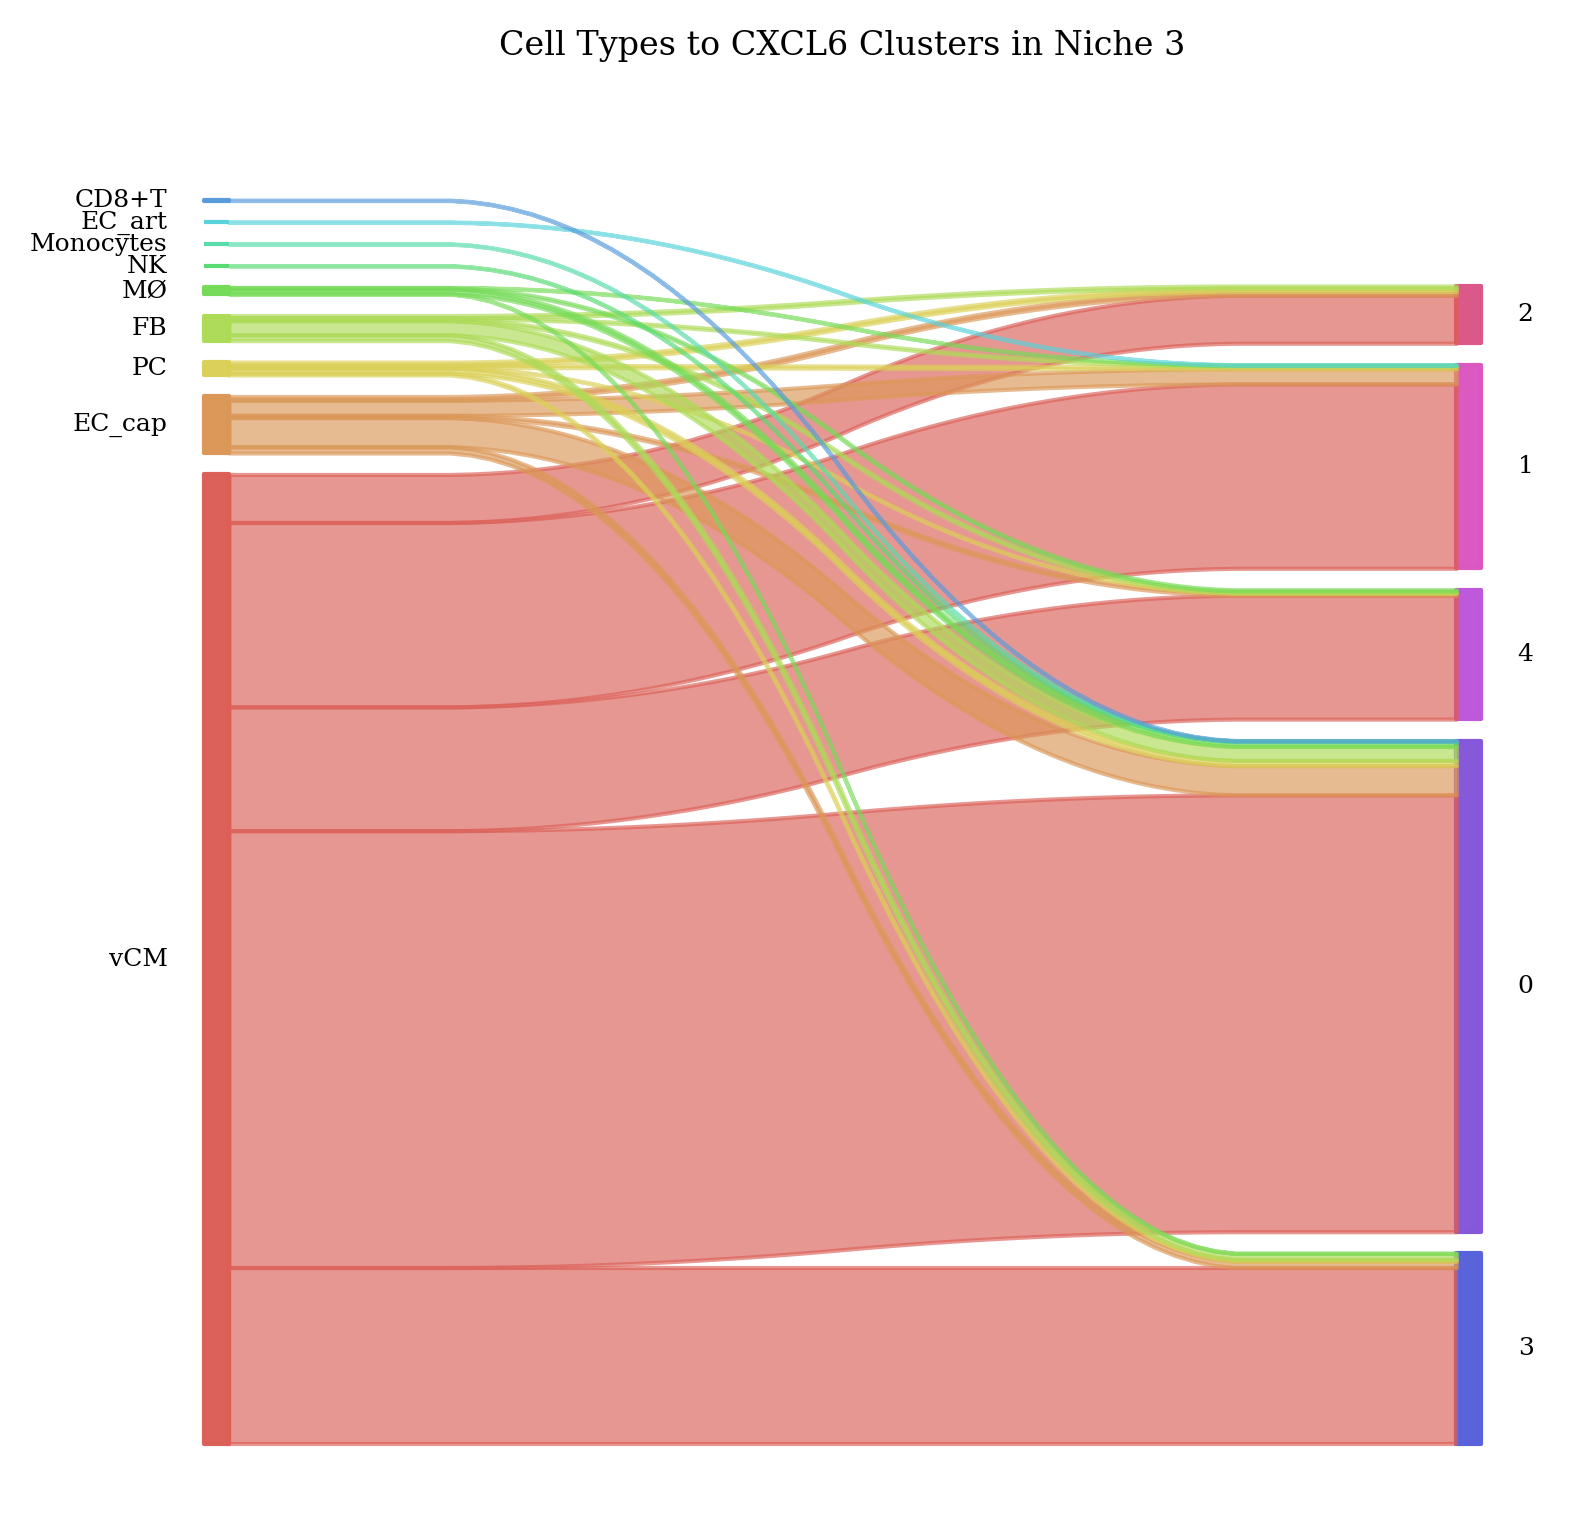 Cell Types to CXCL6 Clusters in Niche 3
CD8+T
EC_art
Monocytes
NK
MØ
FB
PC
EC_cap
vCM
2
1
4
0
3